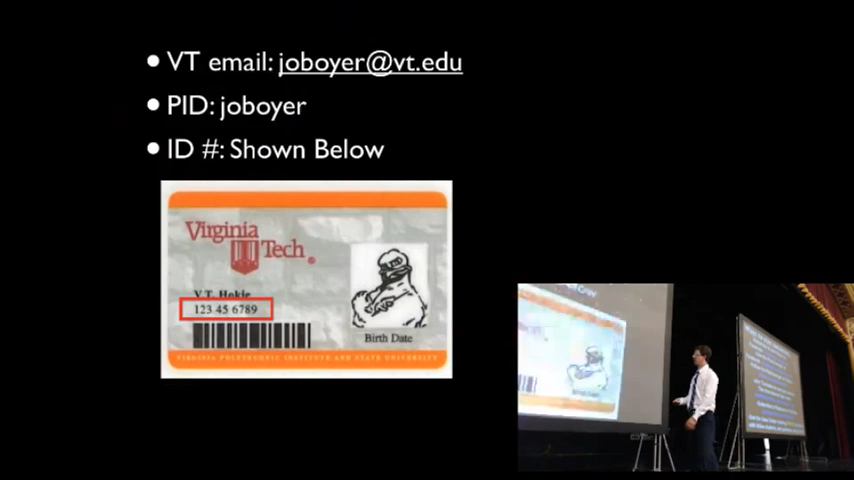 VT email: joboyer@vt.edu
PID: joboyer
ID #: Shown Below
Virginia
Tech
V.T. Hokie
123 45 6789
Birth Date
VIRGINIA POLYTECHNIC INSTITUTE AND STATE UNIVERSITY